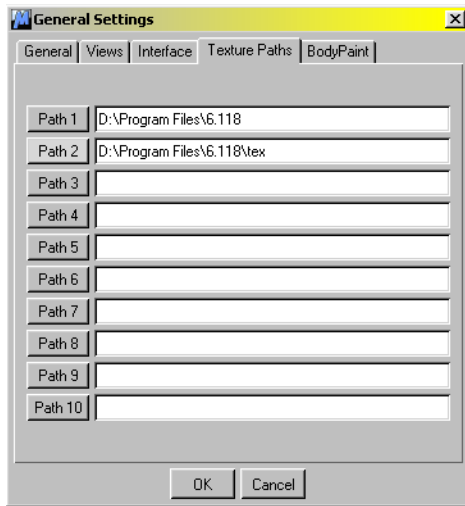 General Settings
General Views Interface Texture Paths BodyPaint
Path 1 D:\Program Files\6.118
Path 2 D:\Program Files\6.118\tex
Path 3
Path 4
Path 5
Path 6
Path 7
Path 8
Path 9
Path 10
OK Cancel